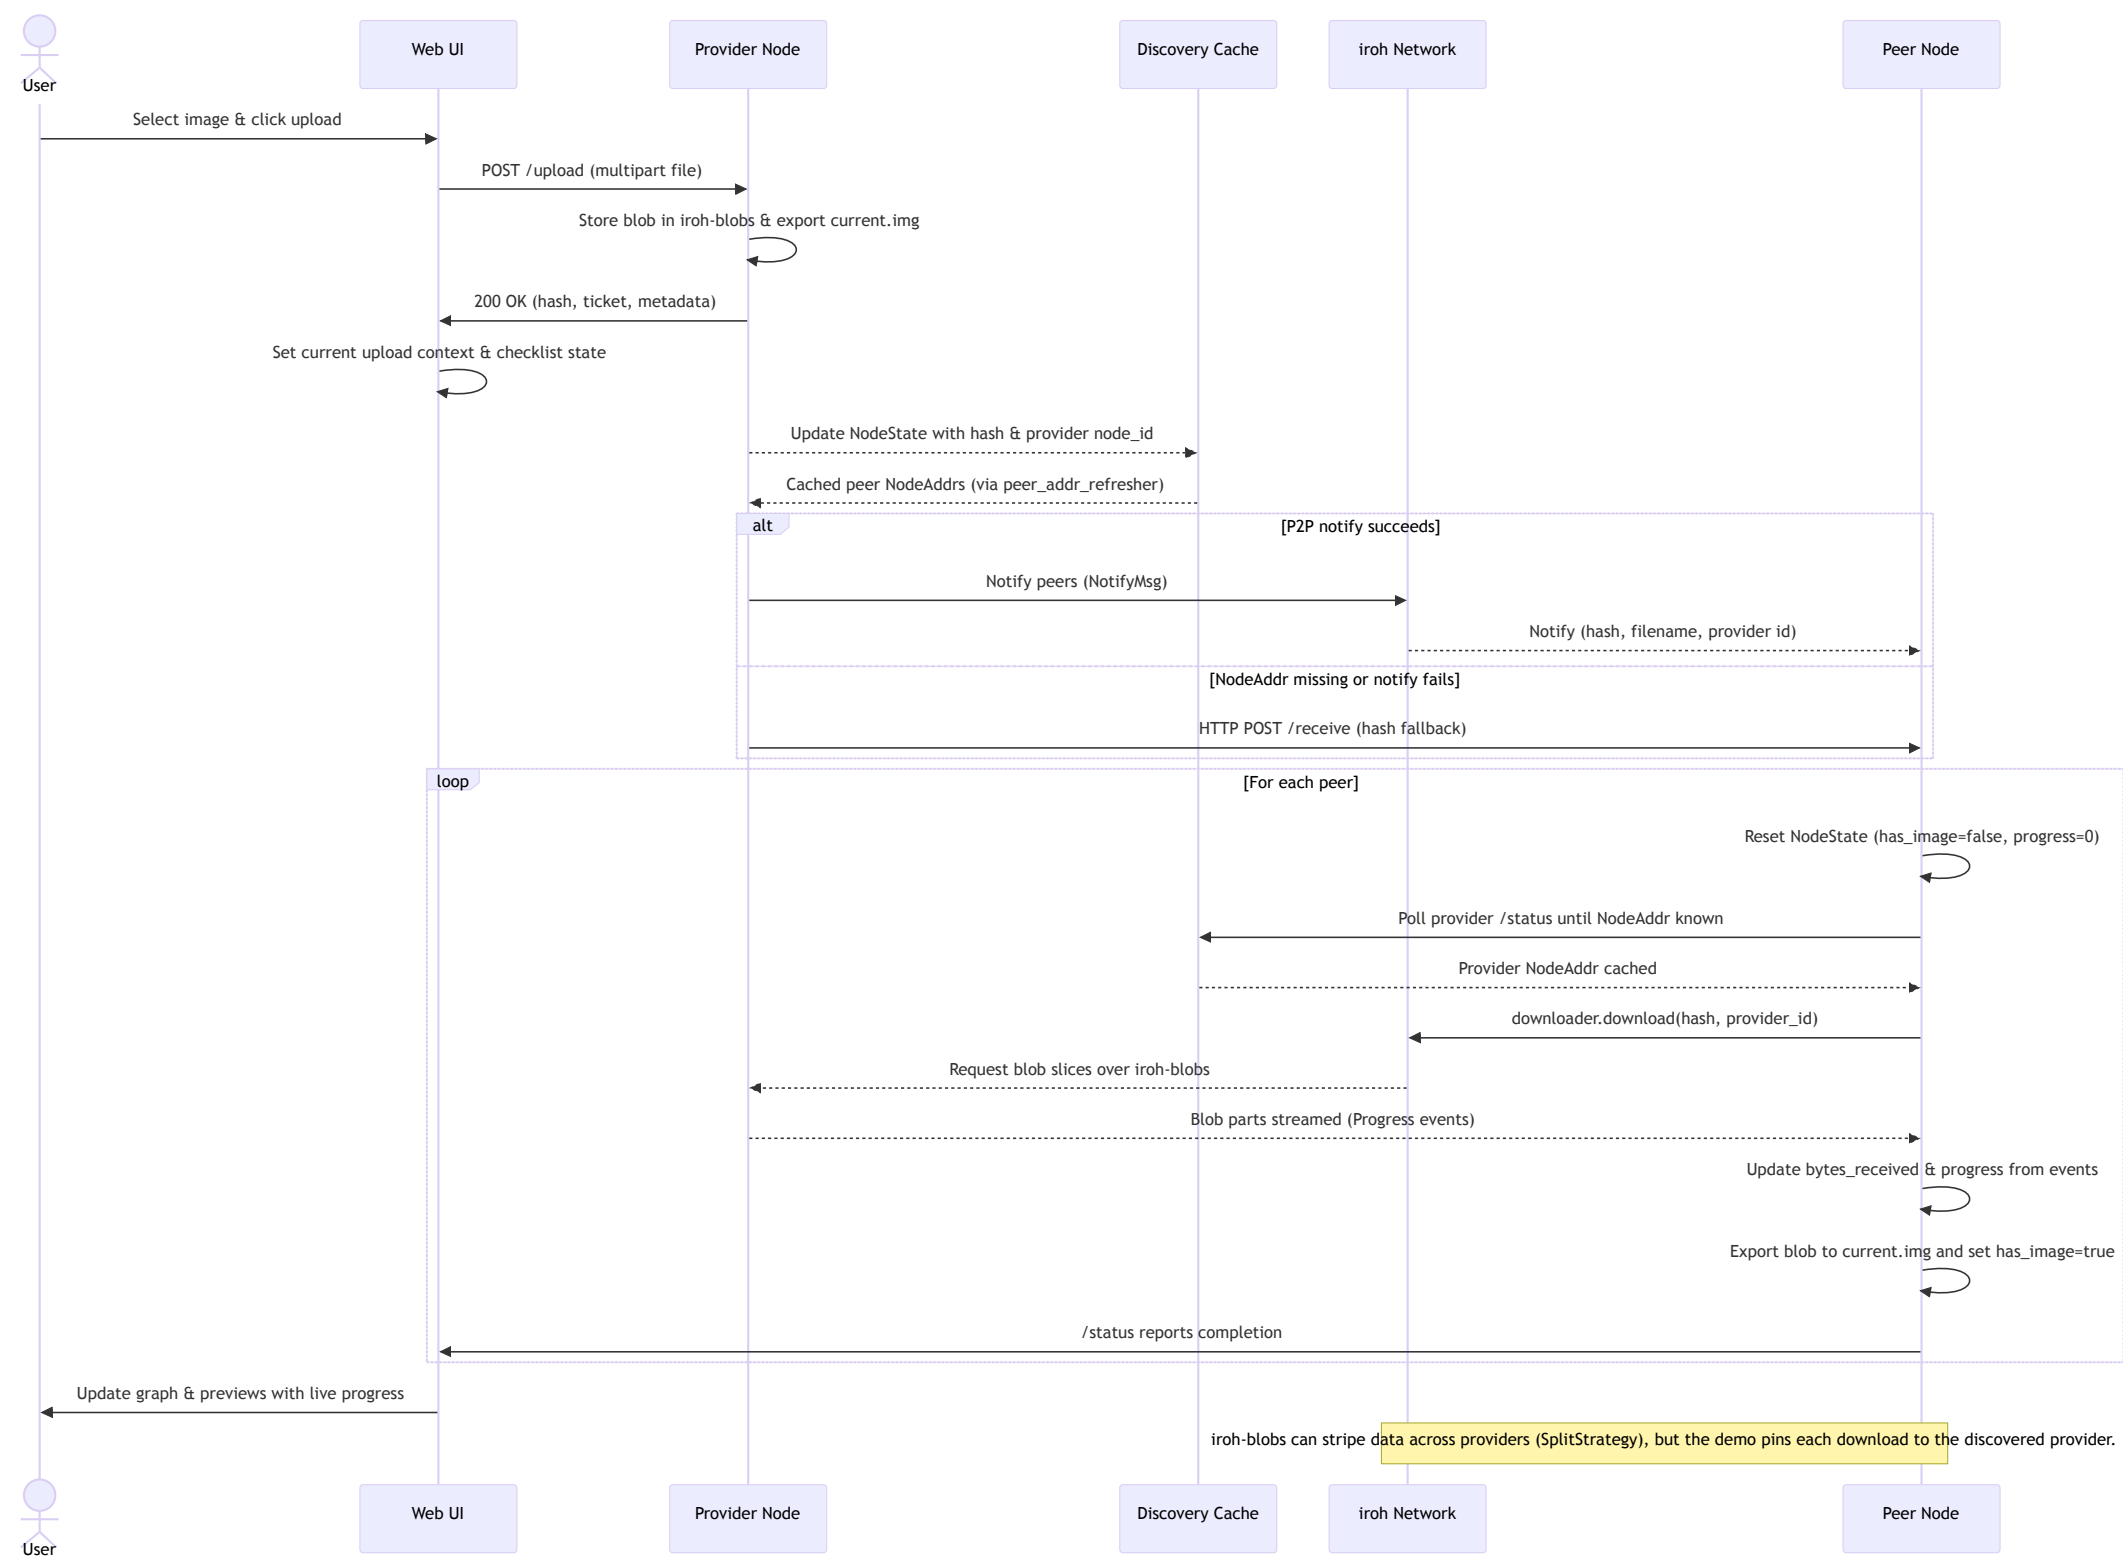 User
Web UI
Provider Node
Discovery Cache
iroh Network
Peer Node
Select image & click upload
POST /upload (multipart file)
Store blob in iroh-blobs & export current.img
200 OK (hash, ticket, metadata)
Set current upload context & checklist state
Update NodeState with hash & provider node_id
Cached peer NodeAddrs (via peer_addr_refresher)
alt
[P2P notify succeeds]
Notify peers (NotifyMsg)
Notify (hash, filename, provider id)
[NodeAddr missing or notify fails]
HTTP POST /receive (hash fallback)
loop
[For each peer]
Reset NodeState (has_image=false, progress=0)
Poll provider /status until NodeAddr known
Provider NodeAddr cached
downloader.download(hash, provider_id)
Request blob slices over iroh-blobs
Blob parts streamed (Progress events)
Update bytes_received & progress from events
Export blob to current.img and set has_image=true
/status reports completion
Update graph & previews with live progress
iroh-blobs can stripe data across providers (SplitStrategy), but the demo pins each download to the discovered provider.
User
Web UI
Provider Node
Discovery Cache
iroh Network
Peer Node